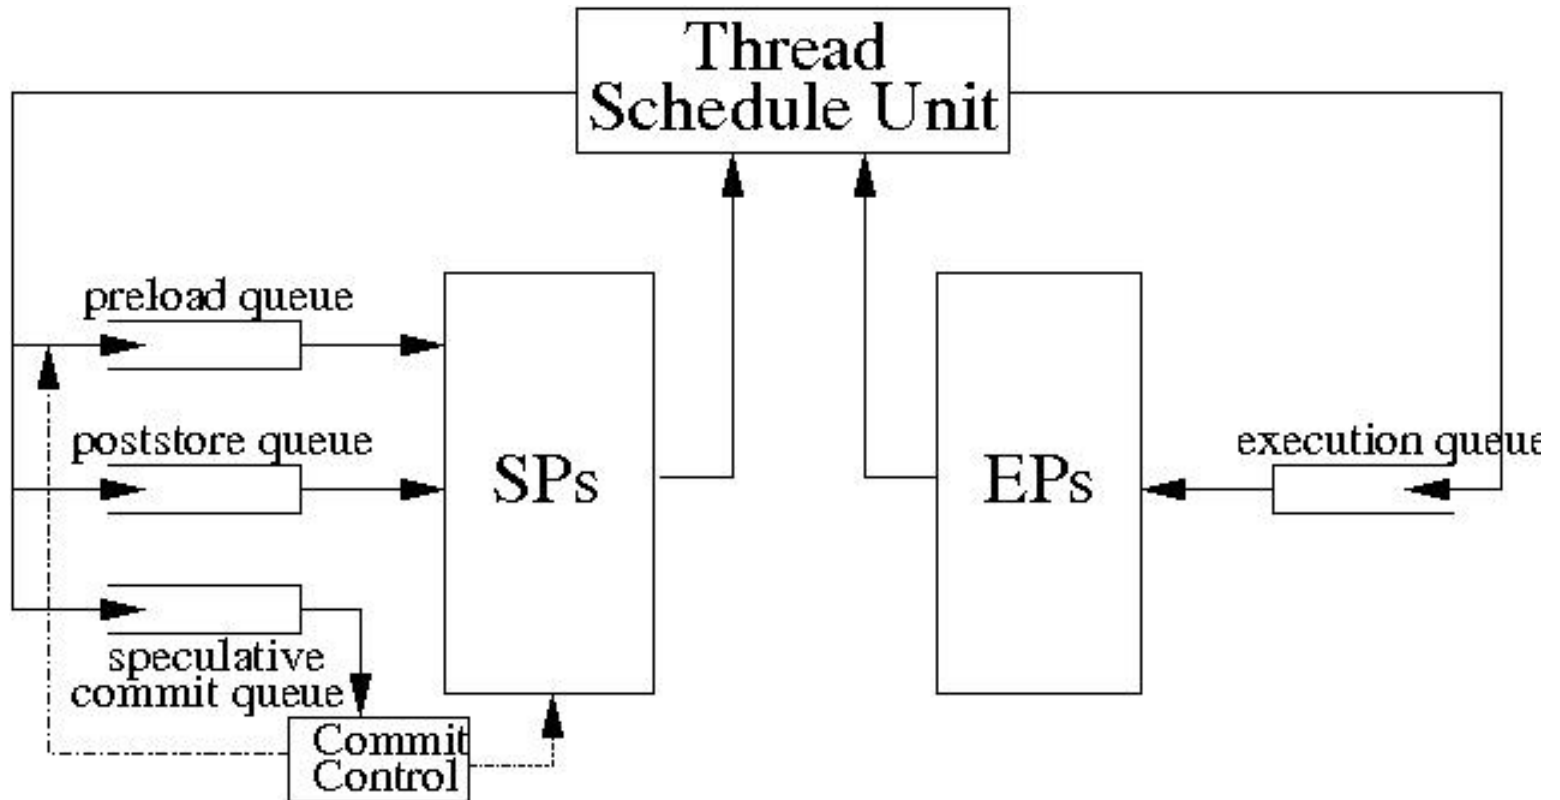 Thread
Schedule Unit
preload queue
poststore queue
SPs
EPs
execution queue
speculative
commit queue
Commit
Control